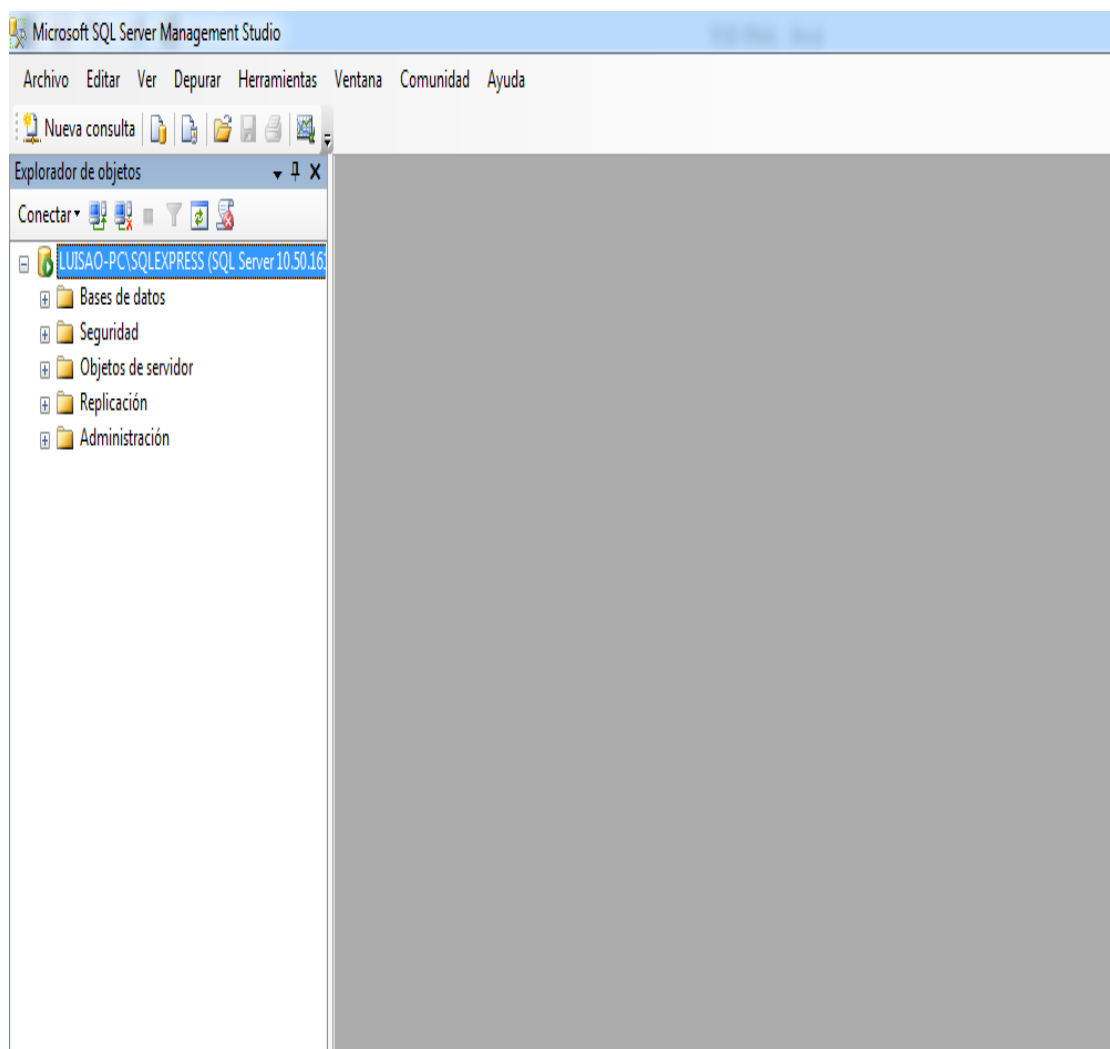 Microsoft SQL Server Management Studio
Archivo Editar Ver Depurar Herramientas Ventana Comunidad Ayuda
Nueva consulta
Explorador de objetos
Conectar
LUISAO-PC\SQLEXPRESS (SQL Server 10.50.16
Bases de datos
Seguridad
Objetos de servidor
Replicación
Administración